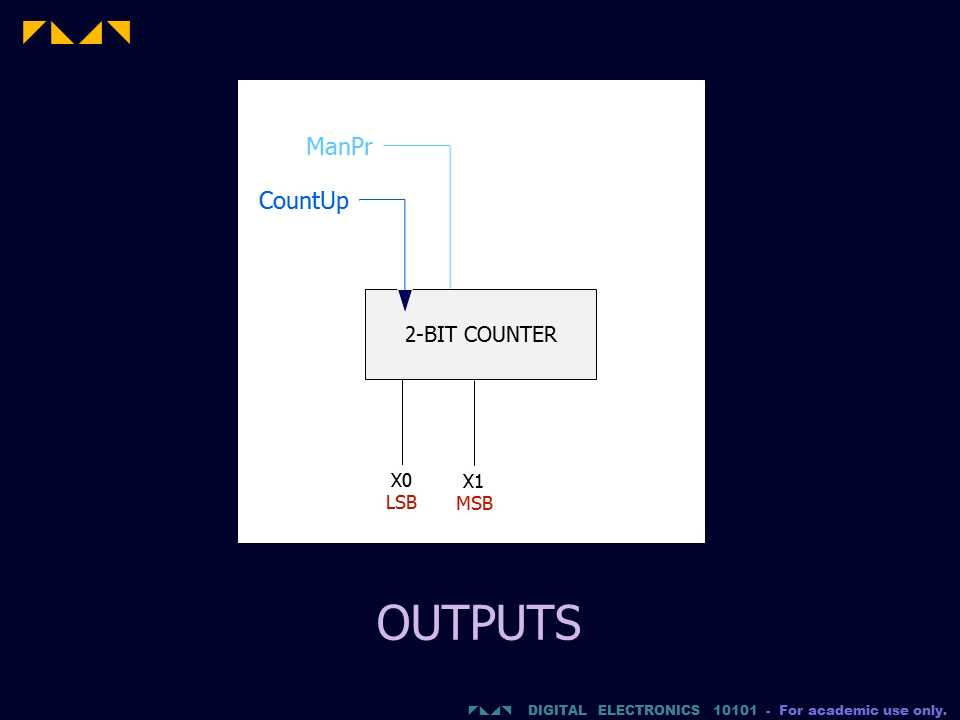 ManPr
CountUp
2-BIT COUNTER
X0 X1
LSB MSB
OUTPUTS
DIGITAL ELECTRONICS 10101 - For academic use only.